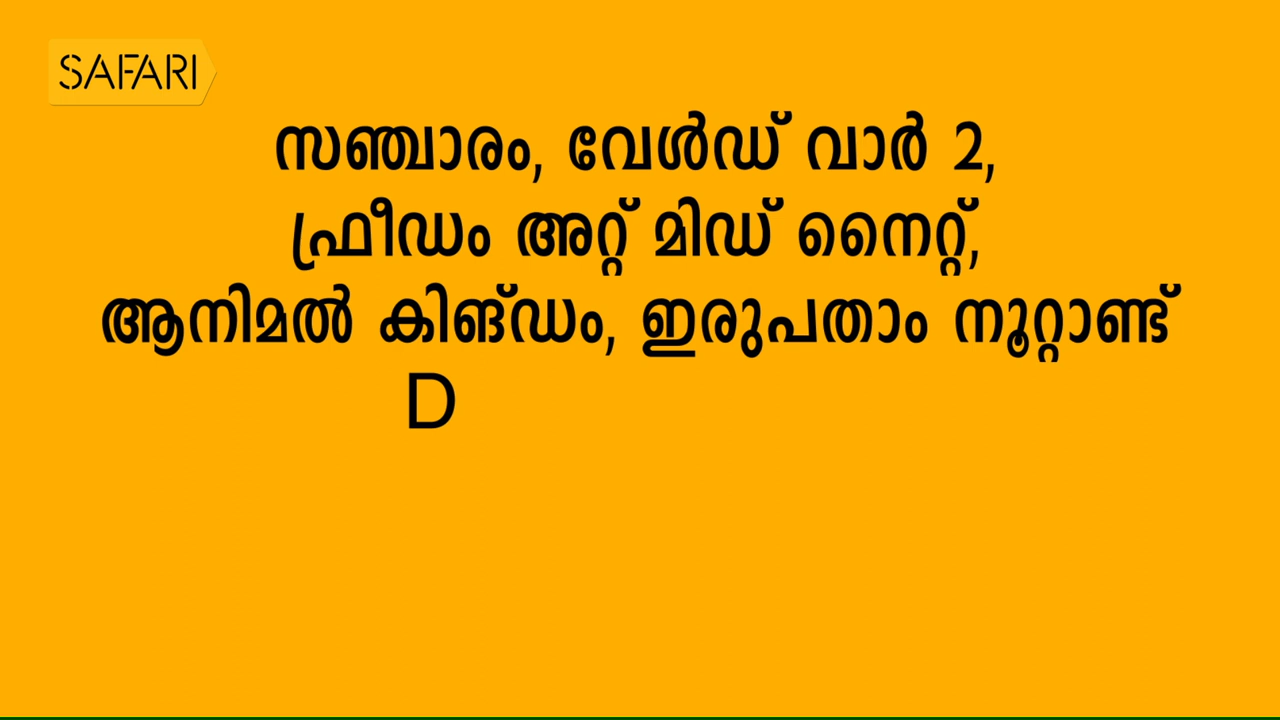 SAFARI
സഞ്ചാരം, വേൾഡ് വാർ 2,
ഫ്രീഡം അറ്റ് മിഡ് നൈറ്റ്,
ആനിമൽ കിങ്ഡം, ഇരുപതാം നൂറ്റാണ്ട്
D